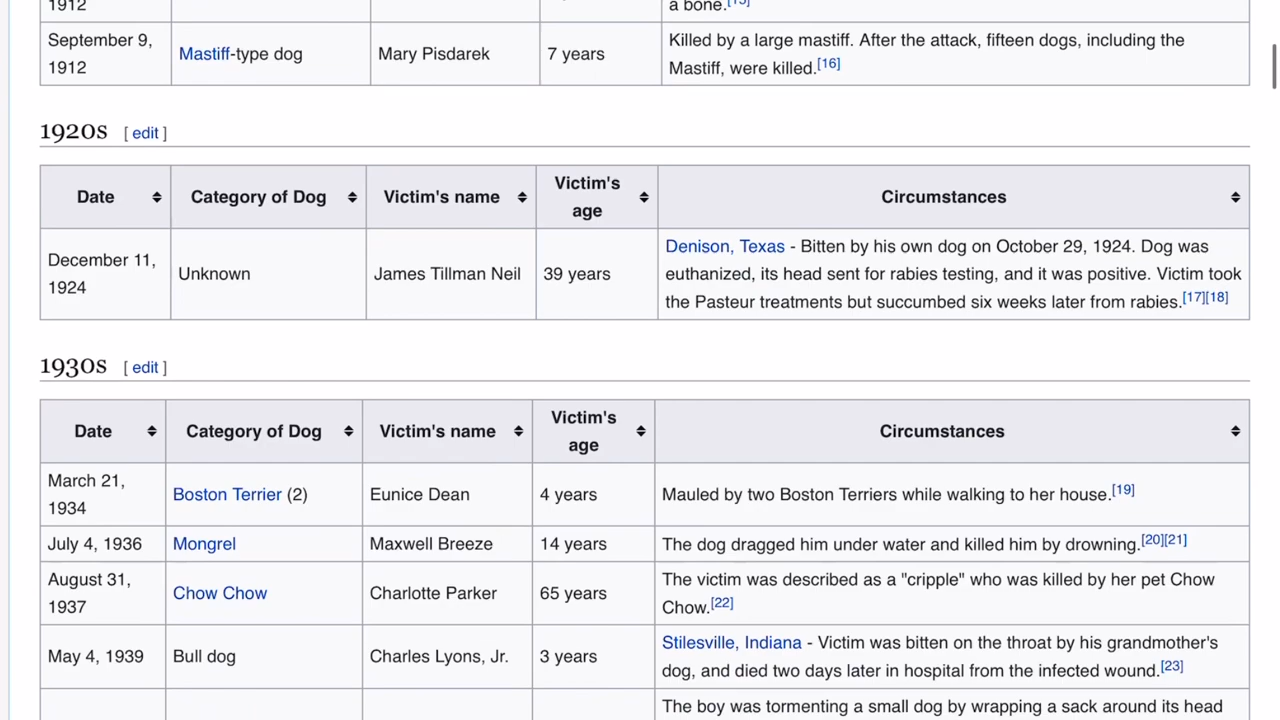 1912
a bone.[15]
September 9,
1912
Mastiff-type dog
Mary Pisdarek
7 years
Killed by a large mastiff. After the attack, fifteen dogs, including the
Mastiff, were killed.[16]
1920s [ edit ]
Date
Category of Dog
Victim's name
Victim's
age
Circumstances
December 11,
1924
Unknown
James Tillman Neil
39 years
Denison, Texas - Bitten by his own dog on October 29, 1924. Dog was
euthanized, its head sent for rabies testing, and it was positive. Victim took
the Pasteur treatments but succumbed six weeks later from rabies.[17][18]
1930s [ edit ]
Date
Category of Dog
Victim's name
Victim's
age
Circumstances
March 21,
1934
Boston Terrier (2)
Eunice Dean
4 years
Mauled by two Boston Terriers while walking to her house.[19]
July 4, 1936
Mongrel
Maxwell Breeze
14 years
The dog dragged him under water and killed him by drowning.[20][21]
August 31,
1937
Chow Chow
Charlotte Parker
65 years
The victim was described as a "cripple" who was killed by her pet Chow
Chow.[22]
May 4, 1939
Bull dog
Charles Lyons, Jr.
3 years
Stilesville, Indiana - Victim was bitten on the throat by his grandmother's
dog, and died two days later in hospital from the infected wound.[23]
The boy was tormenting a small dog by wrapping a sack around its head